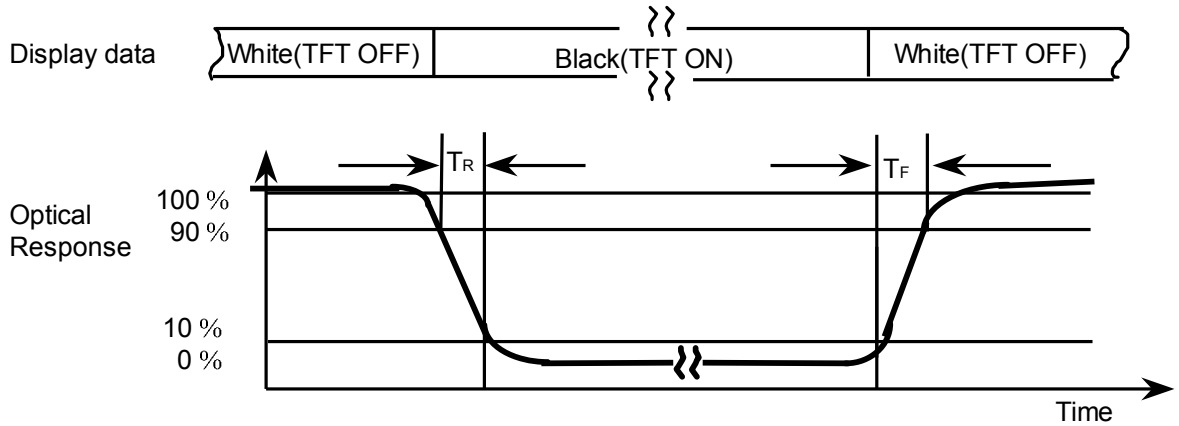 Display data
White(TFT OFF)
Black(TFT ON)
White(TFT OFF)
TR
TF
Optical
Response
100 %
90 %
10 %
0 %
Time